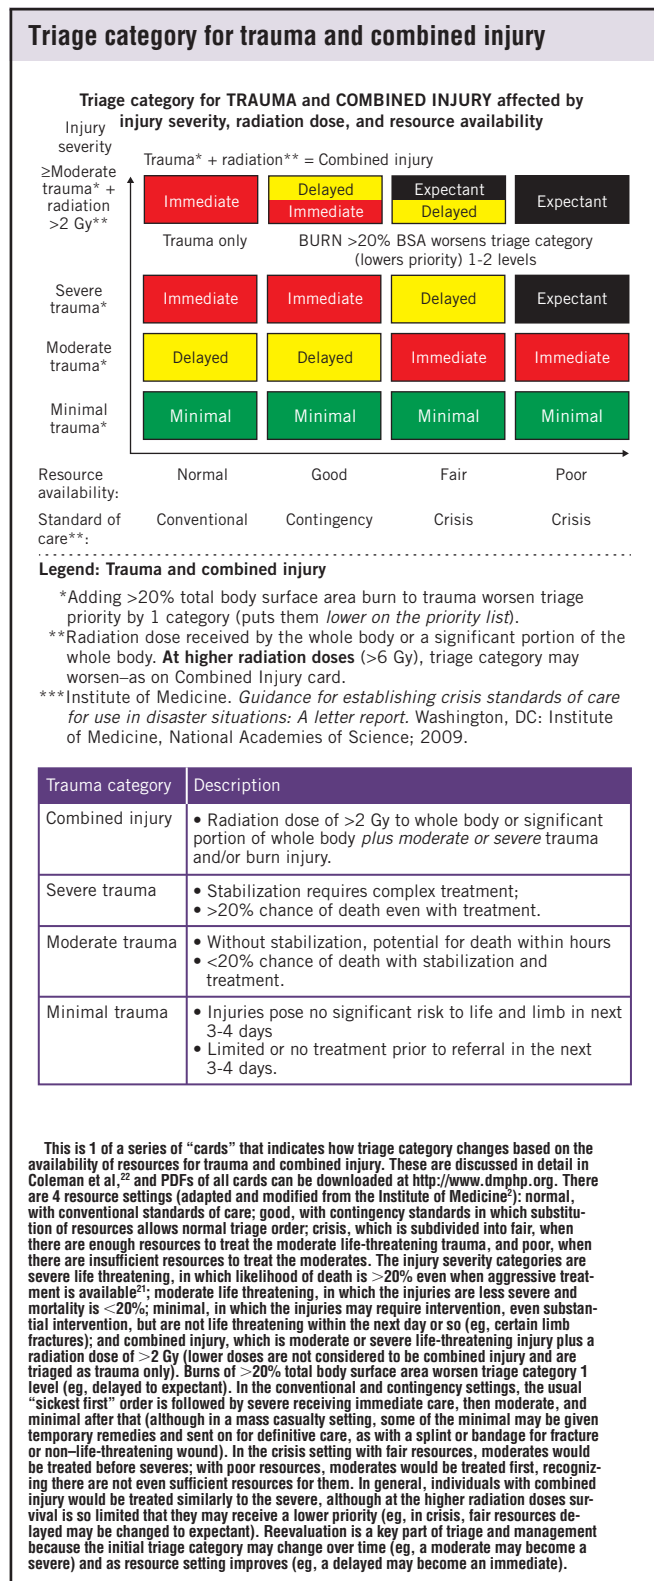 Triage category for trauma and combined injury
Triage category for TRAUMA and COMBINED INJURY affected by
injury severity, radiation dose, and resource availability
Injury
severity
Trauma* + radiation** = Combined injury
≥Moderate
trauma* +
radiation
>2 Gy**
Immediate
Delayed
Immediate
Expectant
Delayed
Expectant
Trauma only
BURN >20% BSA worsens triage category
(lowers priority) 1-2 levels
Severe
trauma*
Immediate
Immediate
Delayed
Expectant
Moderate
trauma*
Delayed
Delayed
Immediate
Immediate
Minimal
trauma*
Minimal
Minimal
Minimal
Minimal
Resource
availability:
Normal
Good
Fair
Poor
Standard of
care**:
Conventional
Contingency
Crisis
Crisis
Legend: Trauma and combined injury
*Adding >20% total body surface area burn to trauma worsen triage
priority by 1 category (puts them lower on the priority list).
**Radiation dose received by the whole body or a significant portion of the
whole body. At higher radiation doses (>6 Gy), triage category may
worsen–as on Combined Injury card.
***Institute of Medicine. Guidance for establishing crisis standards of care
for use in disaster situations: A letter report. Washington, DC: Institute
of Medicine, National Academies of Science; 2009.
Trauma category
Description
Combined injury
• Radiation dose of >2 Gy to whole body or significant
portion of whole body plus moderate or severe trauma
and/or burn injury.
Severe trauma
• Stabilization requires complex treatment;
• >20% chance of death even with treatment.
Moderate trauma
• Without stabilization, potential for death within hours
• <20% chance of death with stabilization and
treatment.
Minimal trauma
• Injuries pose no significant risk to life and limb in next
3-4 days
• Limited or no treatment prior to referral in the next
3-4 days.
This is 1 of a series of “cards” that indicates how triage category changes based on the
availability of resources for trauma and combined injury. These are discussed in detail in
Coleman et al,22 and PDFs of all cards can be downloaded at http://www.dmphp.org. There
are 4 resource settings (adapted and modified from the Institute of Medicine2): normal,
with conventional standards of care; good, with contingency standards in which substitu-
tion of resources allows normal triage order; crisis, which is subdivided into fair, when
there are enough resources to treat the moderate life-threatening trauma, and poor, when
there are insufficient resources to treat the moderates. The injury severity categories are
severe life threatening, in which likelihood of death is >20% even when aggressive treat-
ment is available21; moderate life threatening, in which the injuries are less severe and
mortality is <20%; minimal, in which the injuries may require intervention, even substan-
tial intervention, but are not life threatening within the next day or so (eg, certain limb
fractures); and combined injury, which is moderate or severe life-threatening injury plus a
radiation dose of >2 Gy (lower doses are not considered to be combined injury and are
triaged as trauma only). Burns of >20% total body surface area worsen triage category 1
level (eg, delayed to expectant). In the conventional and contingency settings, the usual
“sickest first” order is followed by severe receiving immediate care, then moderate, and
minimal after that (although in a mass casualty setting, some of the minimal may be given
temporary remedies and sent on for definitive care, as with a splint or bandage for fracture
or non–life-threatening wound). In the crisis setting with fair resources, moderates would
be treated before severes; with poor resources, moderates would be treated first, recogniz-
ing there are not even sufficient resources for them. In general, individuals with combined
injury would be treated similarly to the severe, although at the higher radiation doses sur-
vival is so limited that they may receive a lower priority (eg, in crisis, fair resources de-
layed may be changed to expectant). Reevaluation is a key part of triage and management
because the initial triage category may change over time (eg, a moderate may become a
severe) and as resource setting improves (eg, a delayed may become an immediate).